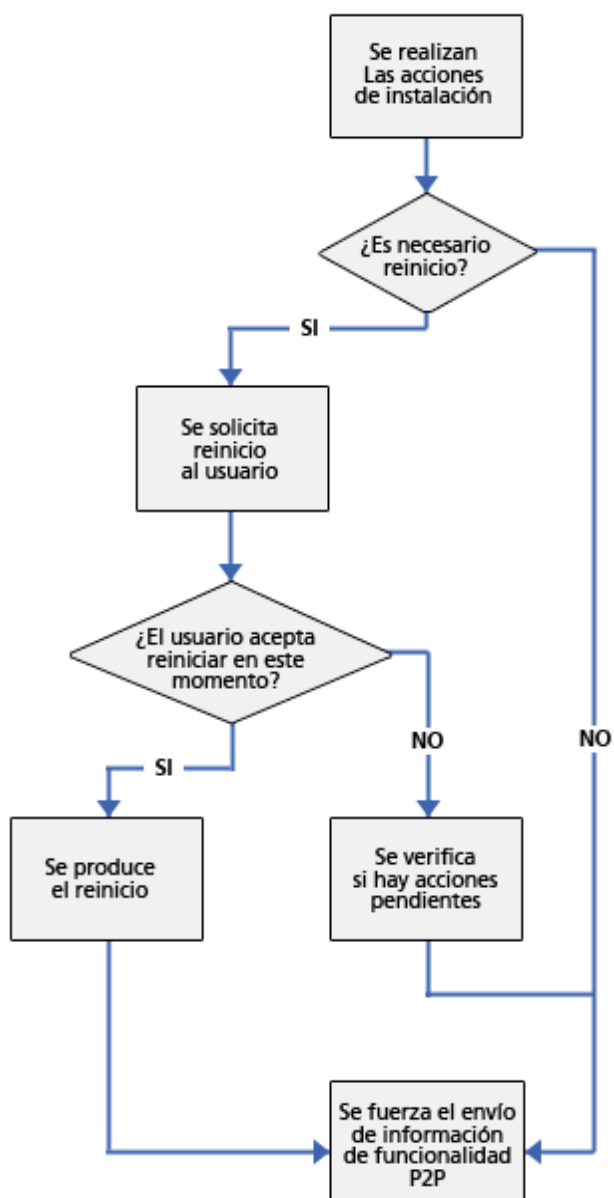 Se realizan
Las acciones
de instalación
¿Es necesario
reinicio?
SI
Se solicita
reinicio
al usuario
¿El usuario acepta
reiniciar en este
momento?
NO
NO
SI
Se produce
el reinicio
Se verifica
si hay acciones
pendientes
Se fuerza el envío
de información
de funcionalidad
P2P